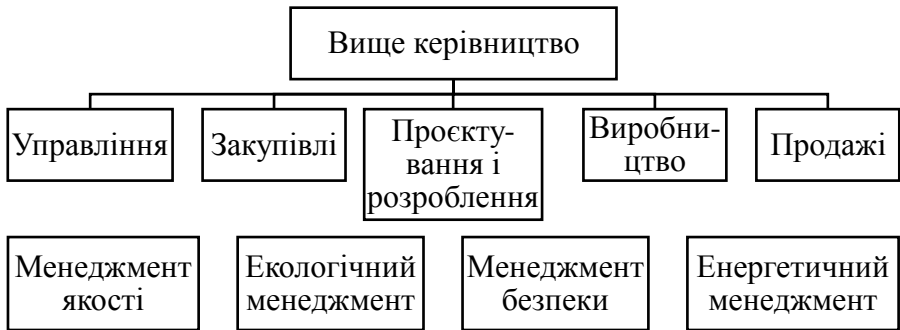 Вище керівництво
Управління
Закупівлі
Проєкту-
вання і
розроблення
Виробни-
цтво
Продажі
Менеджмент
якості
Екологічний
менеджмент
Менеджмент
безпеки
Енергетичний
менеджмент